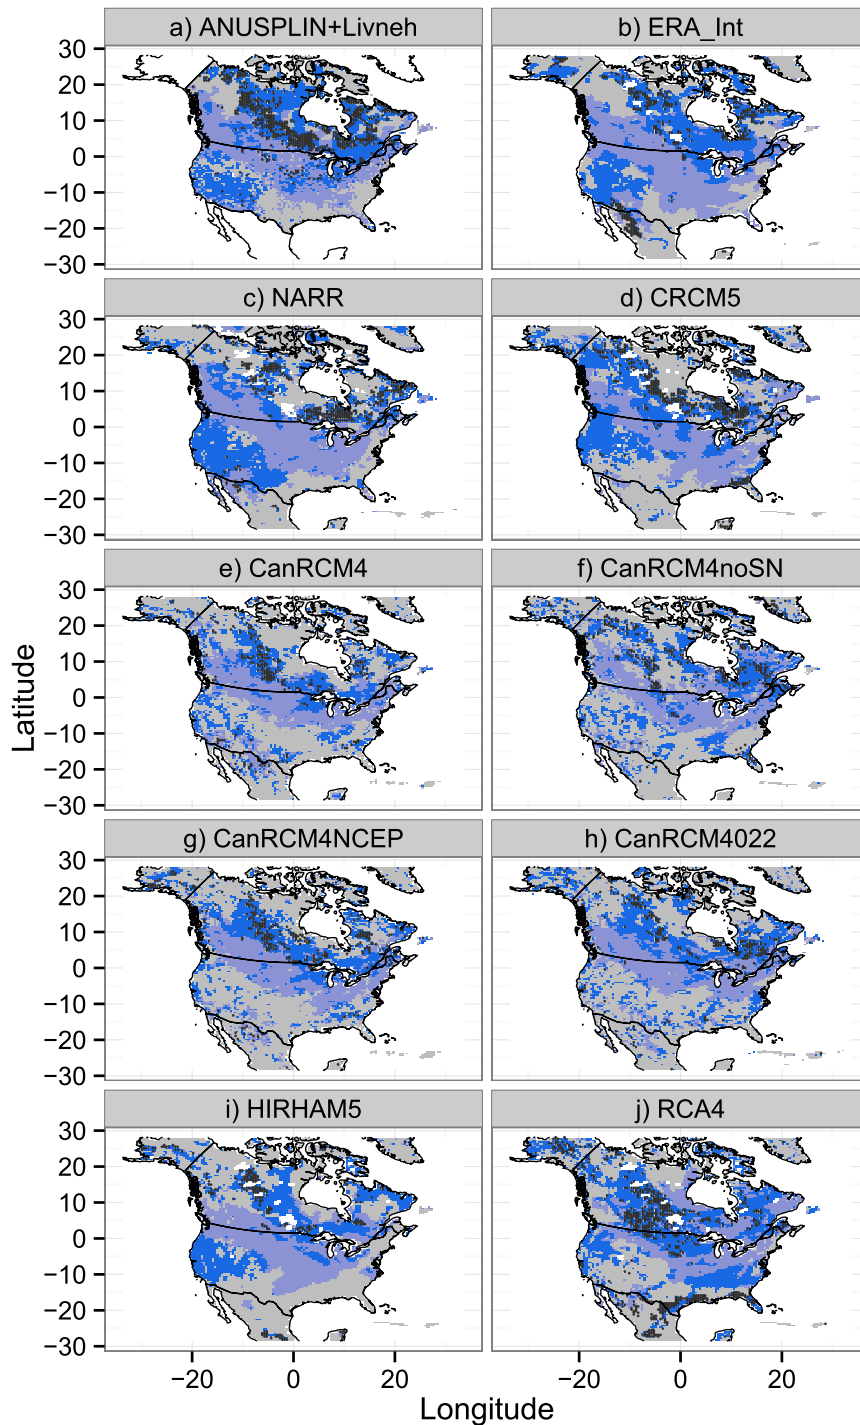 a) ANUSPLIN+Livneh
b) ERA_Int
30
20
10
0
−10
−20
−30
c) NARR
d) CRCM5
30
20
10
0
−10
−20
−30
e) CanRCM4
f) CanRCM4noSN
30
20
10
0
−10
−20
−30
g) CanRCM4NCEP
h) CanRCM4022
30
20
10
0
−10
−20
−30
i) HIRHAM5
j) RCA4
30
20
10
0
−10
−20
−30
−20 0 20
−20 0 20
Latitude
Longitude